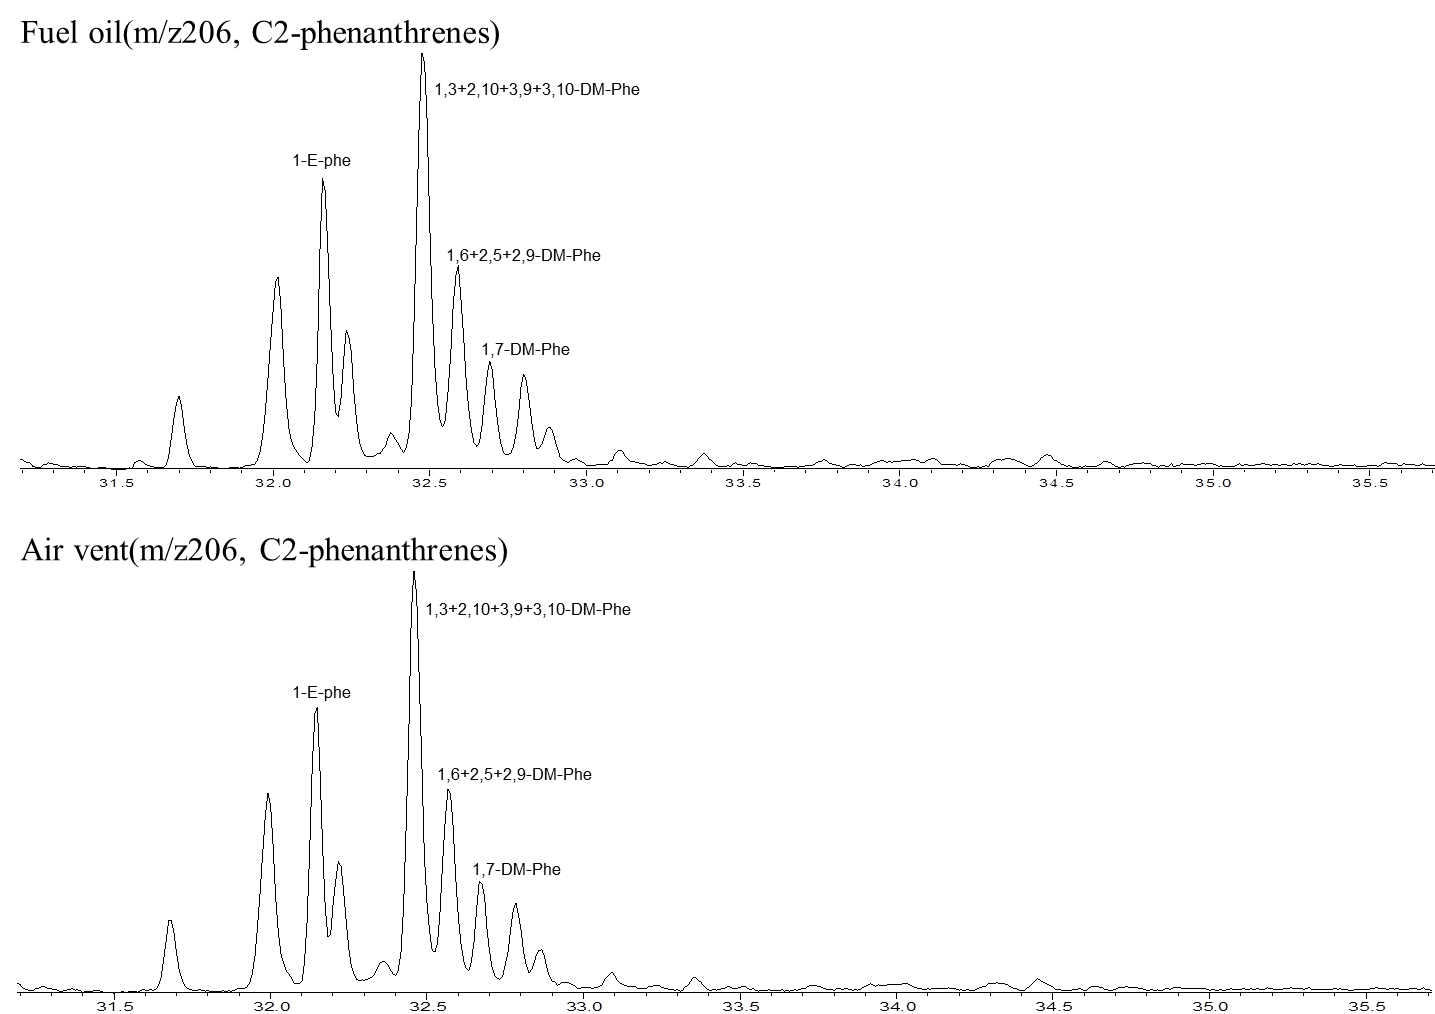 Fuel oil(m/z206, C2-phenanthrenes)
1,3+2,10+3,9+3,10-DM-Phe
1-E-phe
1,6+2,5+2,9-DM-Phe
1,7-DM-Phe
31.5 32.0 32.5 33.0 33.5 34.0 34.5 35.0 35.5
Air vent(m/z206, C2-phenanthrenes)
1,3+2,10+3,9+3,10-DM-Phe
1-E-phe
1,6+2,5+2,9-DM-Phe
1,7-DM-Phe
31.5 32.0 32.5 33.0 33.5 34.0 34.5 35.0 35.5